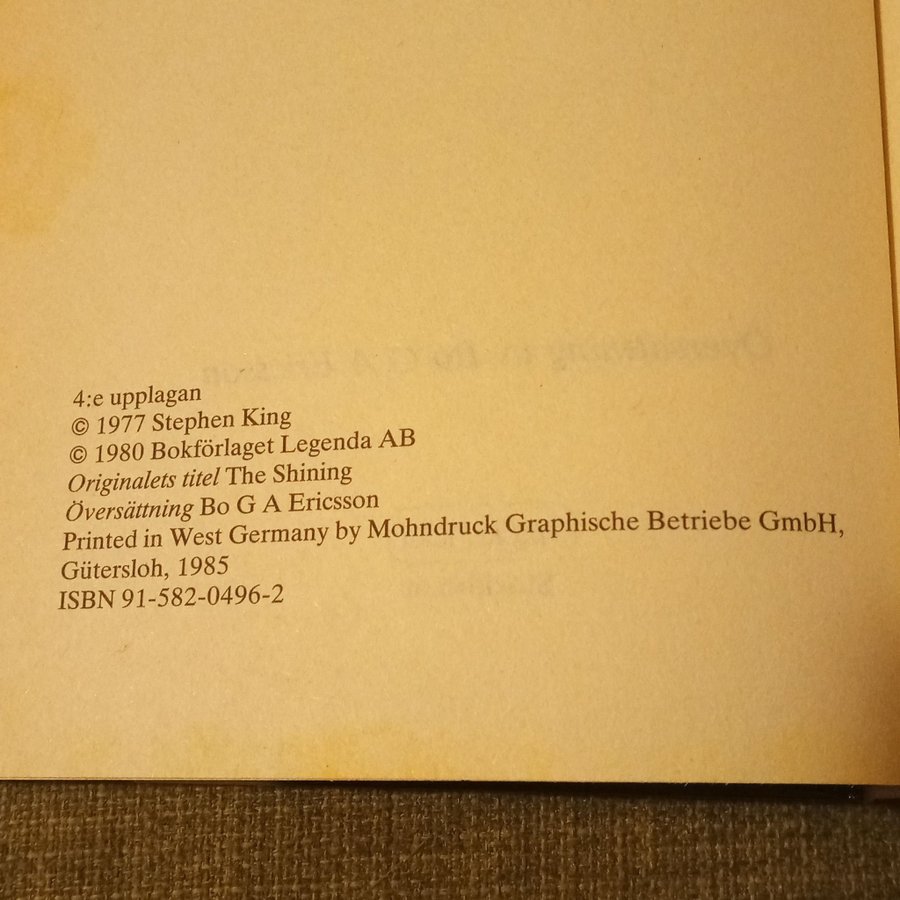 4:e upplagan
© 1977 Stephen King
© 1980 Bokförlaget Legenda AB
Originalets titel The Shining
Översättning Bo G A Ericsson
Printed in West Germany by Mohndruck Graphische Betriebe GmbH,
Gütersloh, 1985
ISBN 91-582-0496-2